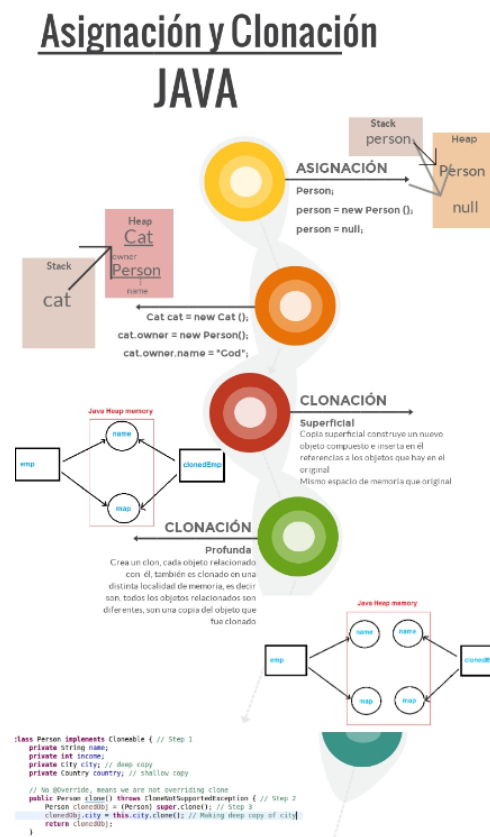 Asignación y Clonación
JAVA
Stack
person
Heap
Person
null
ASIGNACIÓN
Person;
person = new Person ();
person = null;
Heap
Cat
owner
Person
name
Stack
cat
Cat cat = new Cat ();
cat.owner = new Person();
cat.owner.name = "God";
CLONACIÓN
Superficial
Copia superficial construye un nuevo
objeto compuesto e inserta en él
referencias a los objetos que hay en el
original
Mismo espacio de memoria que original
Java Heap memory
name
emp
clonedEmp
map
CLONACIÓN
Profunda
Crea un clon, cada objeto relacionado
con él, también es clonado en una
distinta localidad de memoria, es decir
son, todos los objetos relacionados son
diferentes, son una copia del objeto que
fue clonado
Java Heap memory
name
name
emp
clonedE
map
map
class Person implements Cloneable { // Step 1
private String name;
private int income;
private City city; // deep copy
private Country country; // shallow copy
// No @Override, means we are not overriding clone
public Person clone() throws CloneNotSupportedException { // Step 2
Person clonedObj = (Person) super.clone(); // Step 3
clonedObj.city = this.city.clone(); // Making deep copy of city
return clonedObj;
}